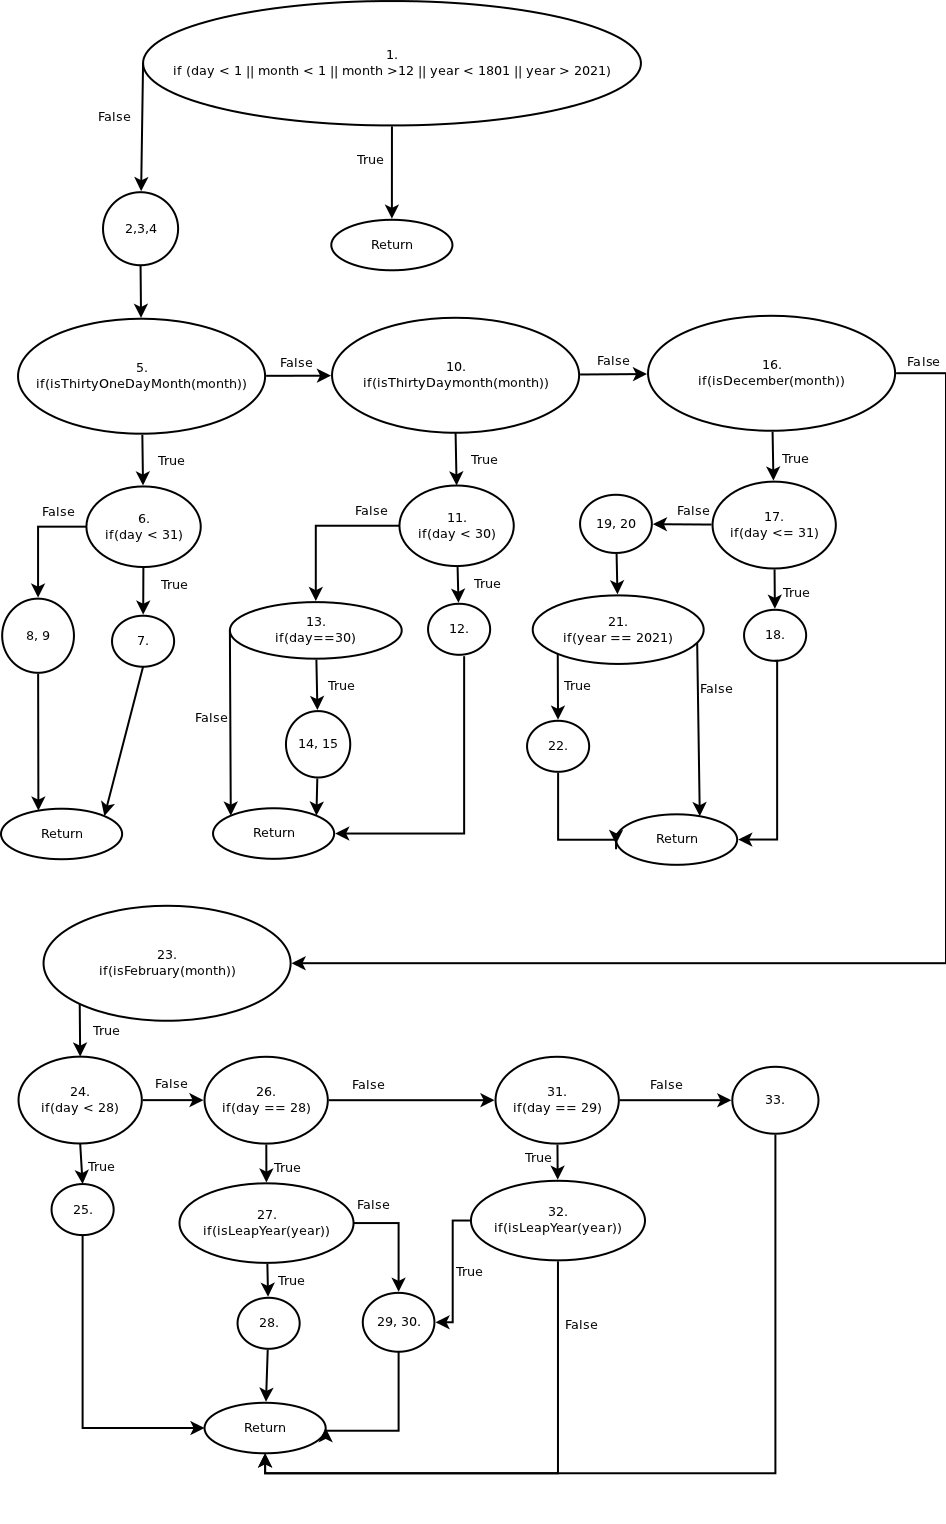 1.
if (day < 1 || month < 1 || month >12 || year < 1801 || year > 2021)
False
True
2,3,4
Return
5.
if(isThirtyOneDayMonth(month))
False
10.
if(isThirtyDaymonth(month))
False
16.
if(isDecember(month))
False
True
True
True
False
6.
if(day < 31)
False
11.
if(day < 30)
19, 20
False
17.
if(day <= 31)
True
True
True
8, 9
7.
13.
if(day==30)
12.
21.
if(year == 2021)
18.
False
True
True
False
14, 15
22.
Return
Return
Return
23.
if(isFebruary(month))
True
24.
if(day < 28)
False
26.
if(day == 28)
False
31.
if(day == 29)
False
33.
True
True
True
25.
27.
if(isLeapYear(year))
False
32.
if(isLeapYear(year))
True
True
28.
29, 30.
False
Return